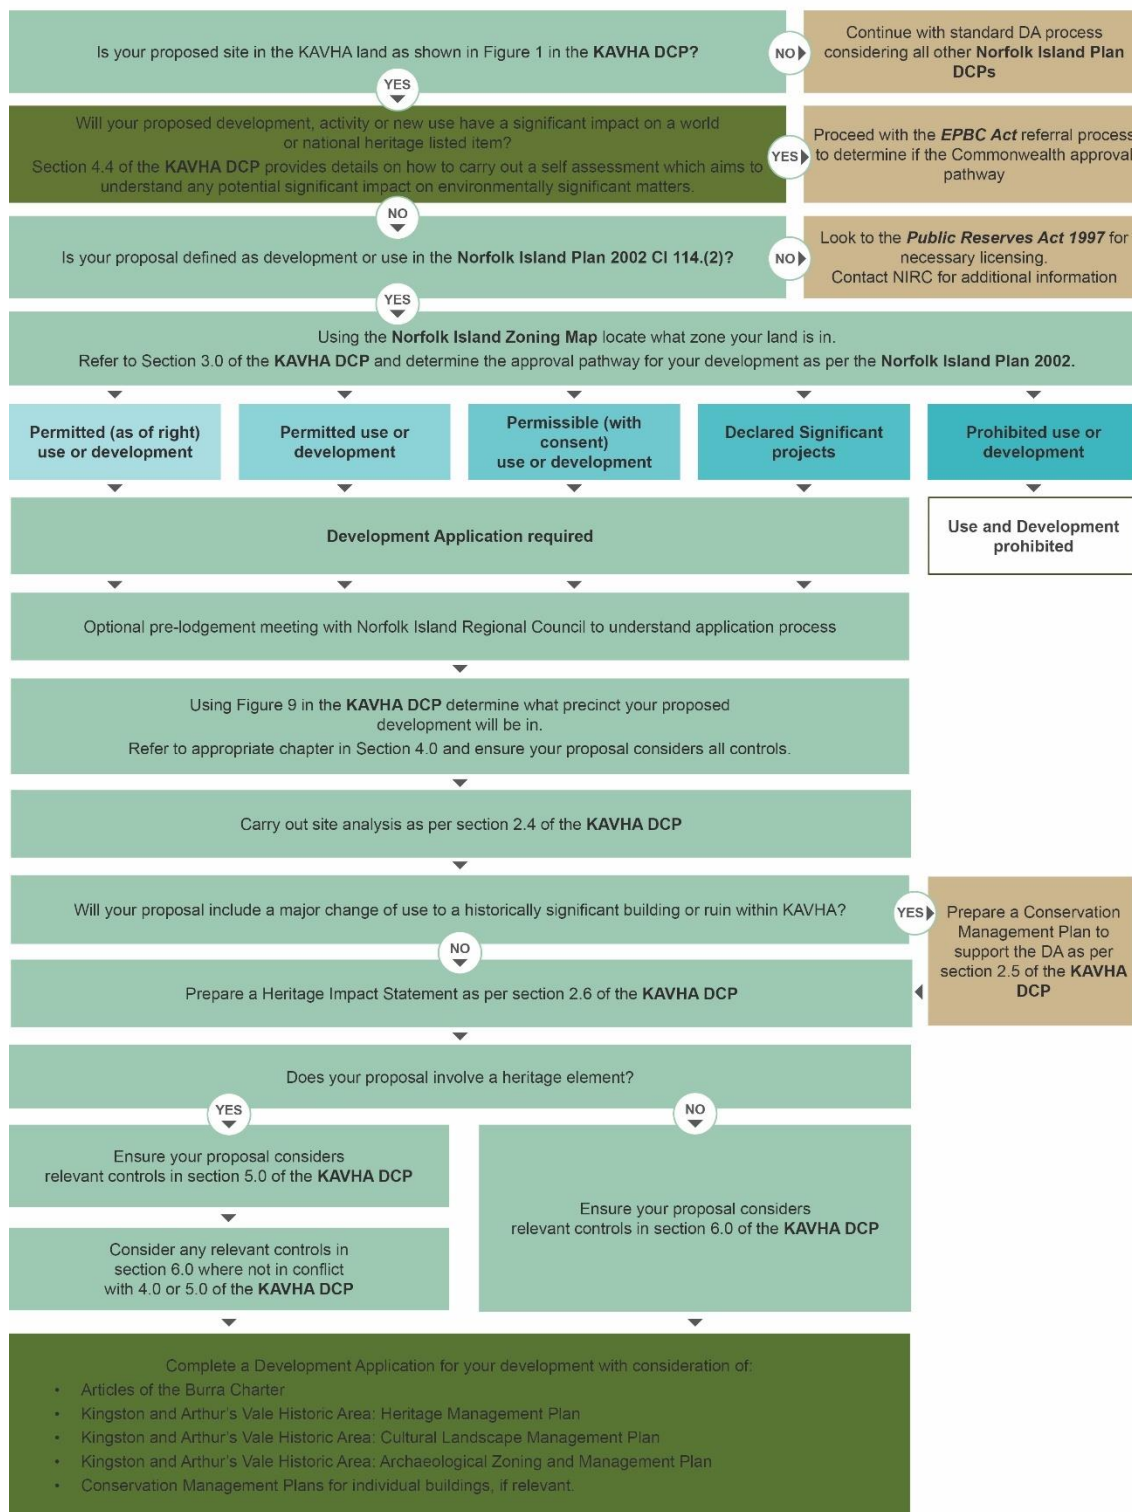 Is your proposed site in the KAVHA land as shown in Figure 1 in the KAVHA DCP?
NO
Continue with standard DA process
considering all other Norfolk Island Plan
DCPs
YES
Will your proposed development, activity or new use have a significant impact on a world
or national heritage listed item?
Section 4.4 of the KAVHA DCP provides details on how to carry out a self assessment which aims to
understand any potential significant impact on environmentally significant matters.
YES
Proceed with the EPBC Act referral process
to determine if the Commonwealth approval
pathway
NO
Is your proposal defined as development or use in the Norfolk Island Plan 2002 Cl 114.(2)?
NO
Look to the Public Reserves Act 1997 for
necessary licensing.
Contact NIRC for additional information
YES
Using the Norfolk Island Zoning Map locate what zone your land is in.
Refer to Section 3.0 of the KAVHA DCP and determine the approval pathway for your development as per the Norfolk Island Plan 2002.
Permitted (as of right)
use or development
Permitted use or
development
Permissible (with
consent)
use or development
Declared Significant
projects
Prohibited use or
development
Development Application required
Use and Development
prohibited
Optional pre-lodgement meeting with Norfolk Island Regional Council to understand application process
Using Figure 9 in the KAVHA DCP determine what precinct your proposed
development will be in.
Refer to appropriate chapter in Section 4.0 and ensure your proposal considers all controls.
Carry out site analysis as per section 2.4 of the KAVHA DCP
Will your proposal include a major change of use to a historically significant building or ruin within KAVHA?
YES
Prepare a Conservation
Management Plan to
support the DA as per
section 2.5 of the KAVHA
DCP
NO
Prepare a Heritage Impact Statement as per section 2.6 of the KAVHA DCP
Does your proposal involve a heritage element?
YES
NO
Ensure your proposal considers
relevant controls in section 5.0 of the KAVHA DCP
Consider any relevant controls in
section 6.0 where not in conflict
with 4.0 or 5.0 of the KAVHA DCP
Ensure your proposal considers
relevant controls in section 6.0 of the KAVHA DCP
Complete a Development Application for your development with consideration of:
• Articles of the Burra Charter
• Kingston and Arthur's Vale Historic Area: Heritage Management Plan
• Kingston and Arthur's Vale Historic Area: Cultural Landscape Management Plan
• Kingston and Arthur's Vale Historic Area: Archaeological Zoning and Management Plan
• Conservation Management Plans for individual buildings, if relevant.